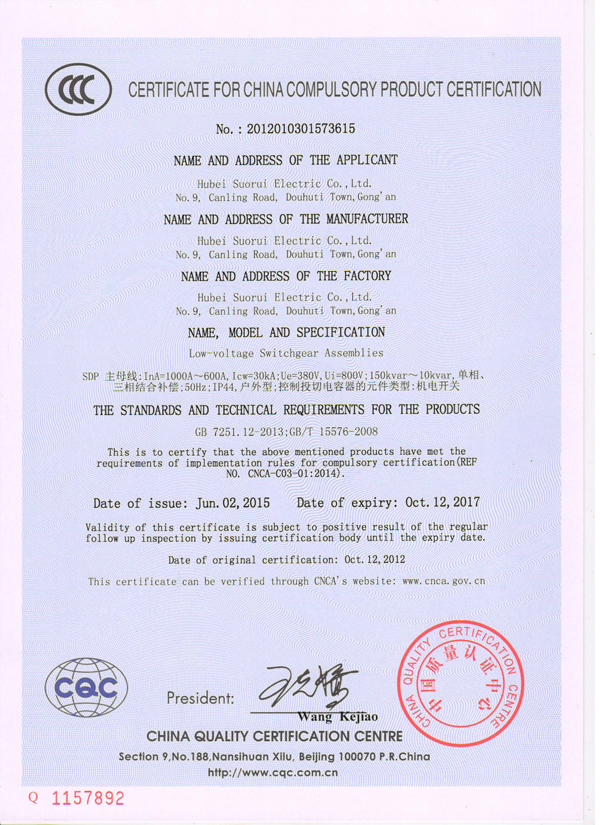 CERTIFICATE FOR CHINA COMPULSORY PRODUCT CERTIFICATION
No.: 2012010301573615
NAME AND ADDRESS OF THE APPLICANT
Hubei Suorui Electric Co.,Ltd.
No.9, Canling Road, Douhuti Town,Gong'an
NAME AND ADDRESS OF THE MANUFACTURER
Hubei Suorui Electric Co.,Ltd.
No.9, Canling Road, Douhuti Town,Gong'an
NAME AND ADDRESS OF THE FACTORY
Hubei Suorui Electric Co.,Ltd.
No.9, Canling Road, Douhuti Town,Gong'an
NAME, MODEL AND SPECIFICATION
Low-voltage Switchgear Assemblies
SDP 主母线:InA=1000A～600A,Icw=30kA;Ue=380V,Ui=800V;150kvar～10kvar,单相、
三相结合补偿;50Hz;IP44,户外型;控制投切电容器的元件类型:机电开关
THE STANDARDS AND TECHNICAL REQUIREMENTS FOR THE PRODUCTS
GB 7251.12-2013;GB/T 15576-2008
This is to certify that the above mentioned products have met the
requirements of implementation rules for compulsory certification(REF
NO. CNCA-C03-01:2014).
Date of issue: Jun.02,2015 Date of expiry: Oct.12,2017
Validity of this certificate is subject to positive result of the regular
follow up inspection by issuing certification body until the expiry date.
Date of original certification: Oct.12,2012
This certificate can be verified through CNCA's website: www.cnca.gov.cn
CQC
President:
王克娇
Wang Kejiao
CHINA QUALITY CERTIFICATION CENTRE
中国质量认证中心
CHINA QUALITY CERTIFICATION CENTRE
Section 9,No.188,Nansihuan Xilu, Beijing 100070 P.R.China
http://www.cqc.com.cn
Q 1157892